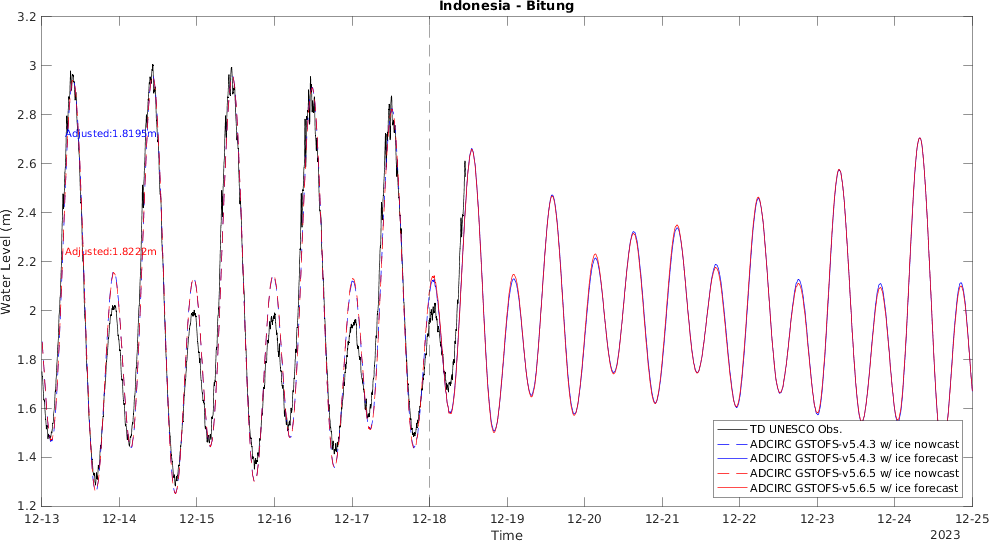 Indonesia - Bitung
3.2
3
2.8
2.6
2.4
2.2
2
1.8
1.6
1.4
1.2
Water Level (m)
Adjusted:1.8195m
Adjusted:1.8222m
TD UNESCO Obs.
ADCIRC GSTOFS-v5.4.3 w/ ice nowcast
ADCIRC GSTOFS-v5.4.3 w/ ice forecast
ADCIRC GSTOFS-v5.6.5 w/ ice nowcast
ADCIRC GSTOFS-v5.6.5 w/ ice forecast
12-13 12-14 12-15 12-16 12-17 12-18 12-19 12-20 12-21 12-22 12-23 12-24 12-25
Time
2023